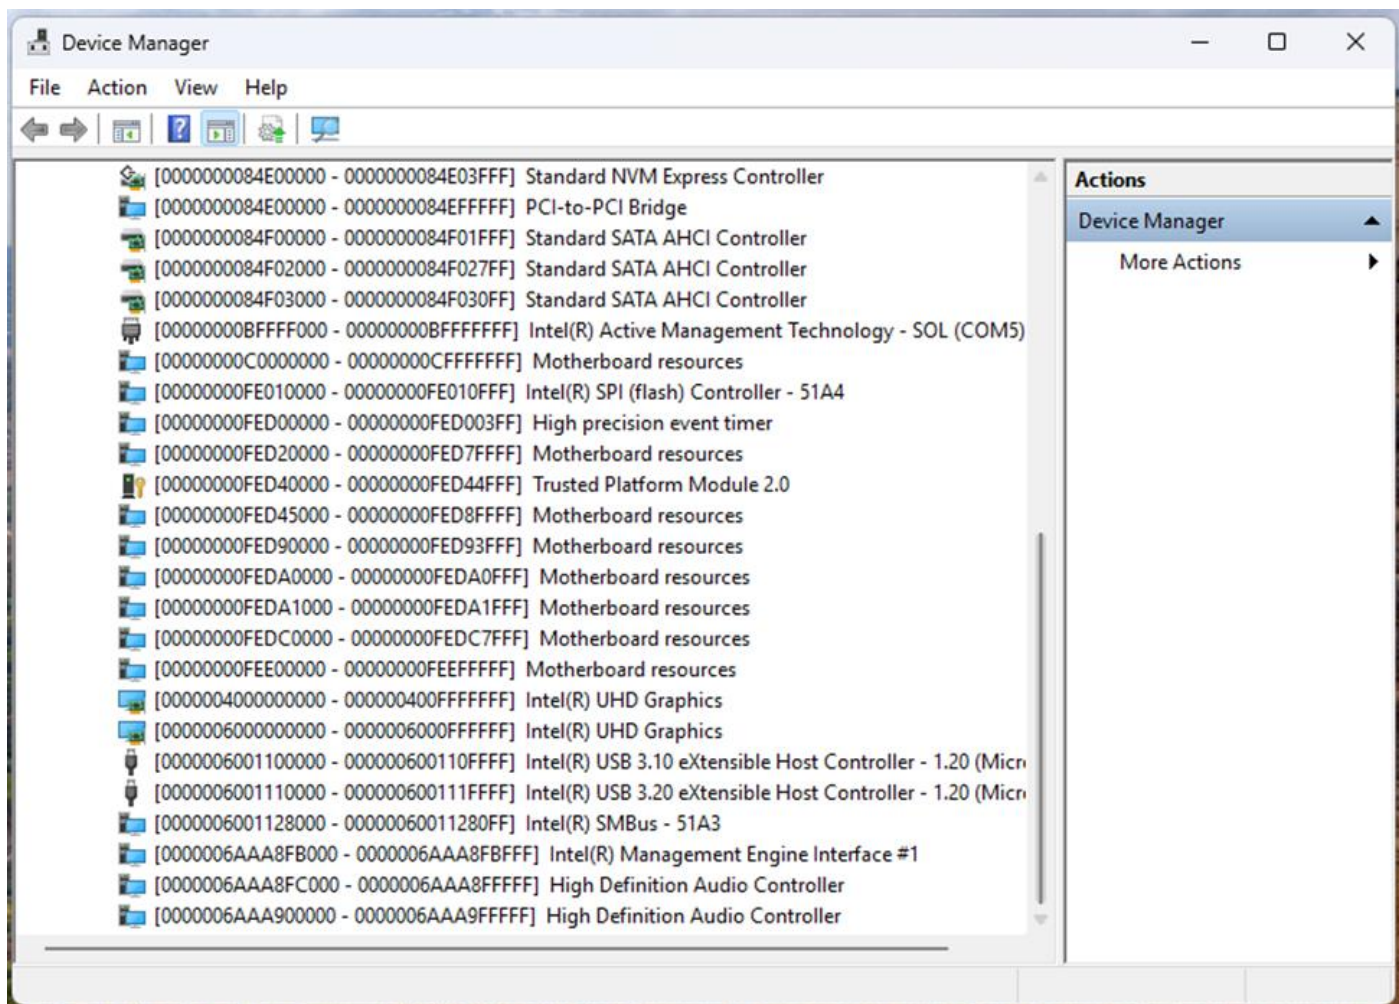 Device Manager
File Action View Help
[0000000084E00000 - 0000000084E03FFF] Standard NVM Express Controller
[0000000084E00000 - 0000000084EFFFFF] PCI-to-PCI Bridge
[0000000084F00000 - 0000000084F01FFF] Standard SATA AHCI Controller
[0000000084F02000 - 0000000084F027FF] Standard SATA AHCI Controller
[0000000084F03000 - 0000000084F030FF] Standard SATA AHCI Controller
[00000000BFFFF000 - 00000000BFFFFFFF] Intel(R) Active Management Technology - SOL (COM5)
[00000000C0000000 - 00000000CFFFFFFF] Motherboard resources
[00000000FE010000 - 00000000FE010FFF] Intel(R) SPI (flash) Controller - 51A4
[00000000FED00000 - 00000000FED003FF] High precision event timer
[00000000FED20000 - 00000000FED7FFFF] Motherboard resources
[00000000FED40000 - 00000000FED44FFF] Trusted Platform Module 2.0
[00000000FED45000 - 00000000FED8FFFF] Motherboard resources
[00000000FED90000 - 00000000FED93FFF] Motherboard resources
[00000000FEDA0000 - 00000000FEDA0FFF] Motherboard resources
[00000000FEDA1000 - 00000000FEDA1FFF] Motherboard resources
[00000000FEDC0000 - 00000000FEDC7FFF] Motherboard resources
[00000000FEE00000 - 00000000FEEFFFFF] Motherboard resources
[0000004000000000 - 000000400FFFFFFF] Intel(R) UHD Graphics
[0000006000000000 - 0000006000FFFFFF] Intel(R) UHD Graphics
[0000006001100000 - 000000600110FFFF] Intel(R) USB 3.10 eXtensible Host Controller - 1.20 (Micr
[0000006001110000 - 000000600111FFFF] Intel(R) USB 3.20 eXtensible Host Controller - 1.20 (Micr
[0000006001128000 - 00000060011280FF] Intel(R) SMBus - 51A3
[0000006AAA8FB000 - 0000006AAA8FBFFF] Intel(R) Management Engine Interface #1
[0000006AAA8FC000 - 0000006AAA8FFFFF] High Definition Audio Controller
[0000006AAA900000 - 0000006AAA9FFFFF] High Definition Audio Controller
Actions
Device Manager
More Actions